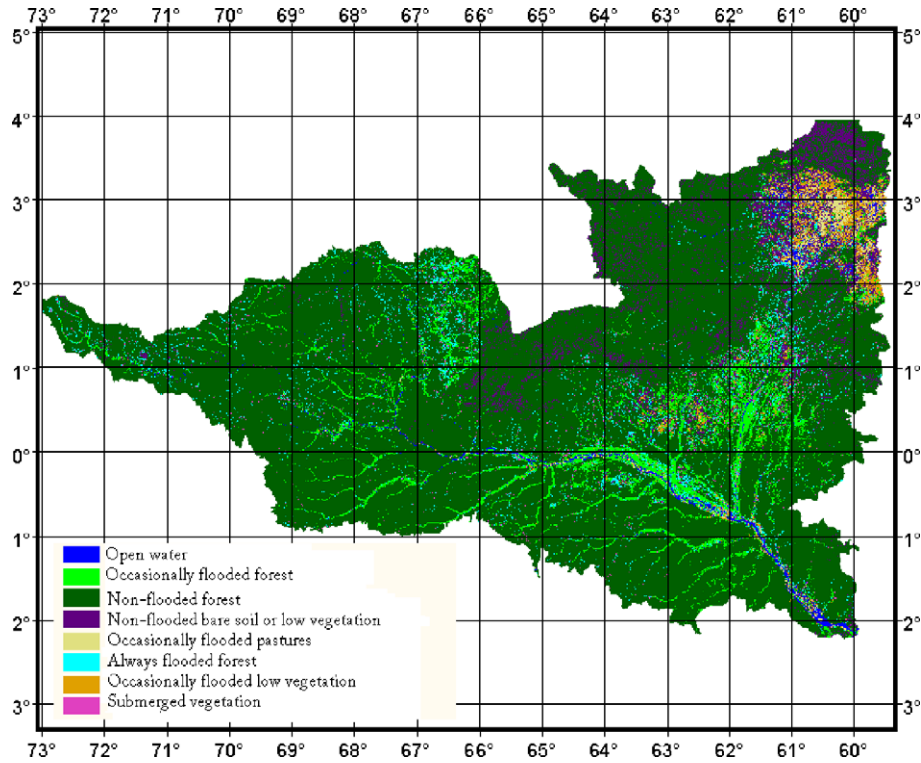 73° 72° 71° 70° 69° 68° 67° 66° 65° 64° 63° 62° 61° 60°
5° 5°
4° 4°
3° 3°
2° 2°
1° 1°
0° 0°
1° 1°
Open water
Occasionally flooded forest
Non-flooded forest
Non-flooded bare soil or low vegetation
2° 2°
Occasionally flooded pastures
Always flooded forest
Occasionally flooded low vegetation
Submerged vegetation
3° 3°
73° 72° 71° 70° 69° 68° 67° 66° 65° 64° 63° 62° 61° 60°